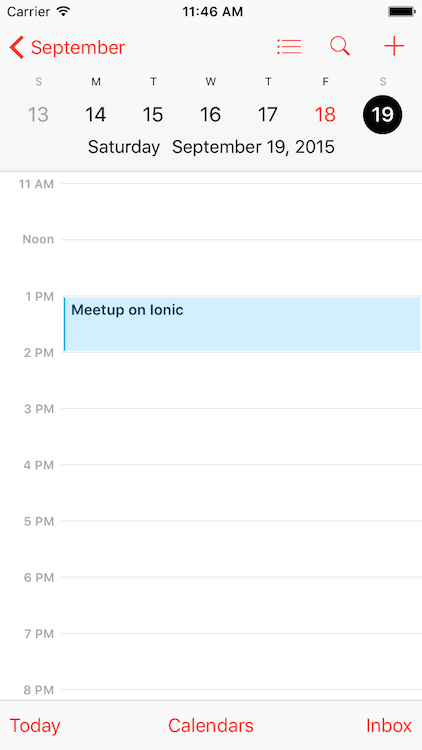 Carrier 11:46 AM
September
S M T W T F S
13 14 15 16 17 18 19
Saturday September 19, 2015
11 AM
Noon
1 PM
Meetup on Ionic
2 PM
3 PM
4 PM
5 PM
6 PM
7 PM
8 PM
Today Calendars Inbox